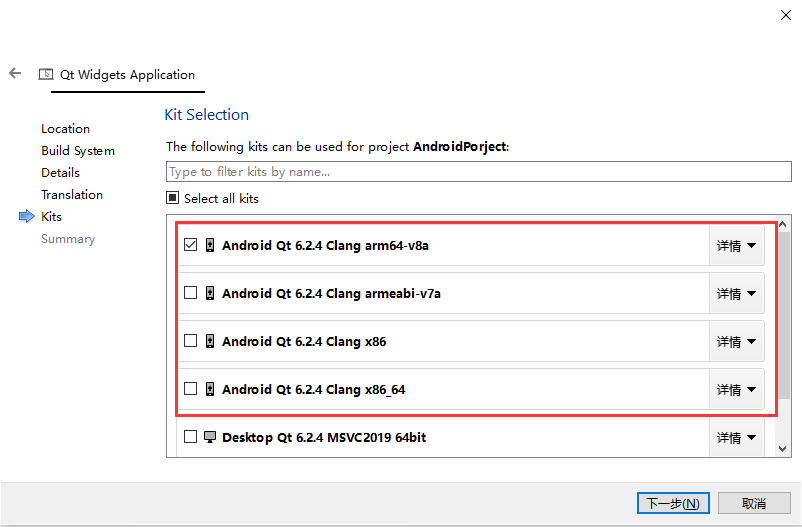 Qt Widgets Application
Kit Selection
Location
Build System
Details
Translation
Kits
Summary
The following kits can be used for project AndroidPorject:
Type to filter kits by name...
Select all kits
Android Qt 6.2.4 Clang arm64-v8a 详情
Android Qt 6.2.4 Clang armeabi-v7a 详情
Android Qt 6.2.4 Clang x86 详情
Android Qt 6.2.4 Clang x86_64 详情
Desktop Qt 6.2.4 MSVC2019 64bit 详情
下一步(N) 取消